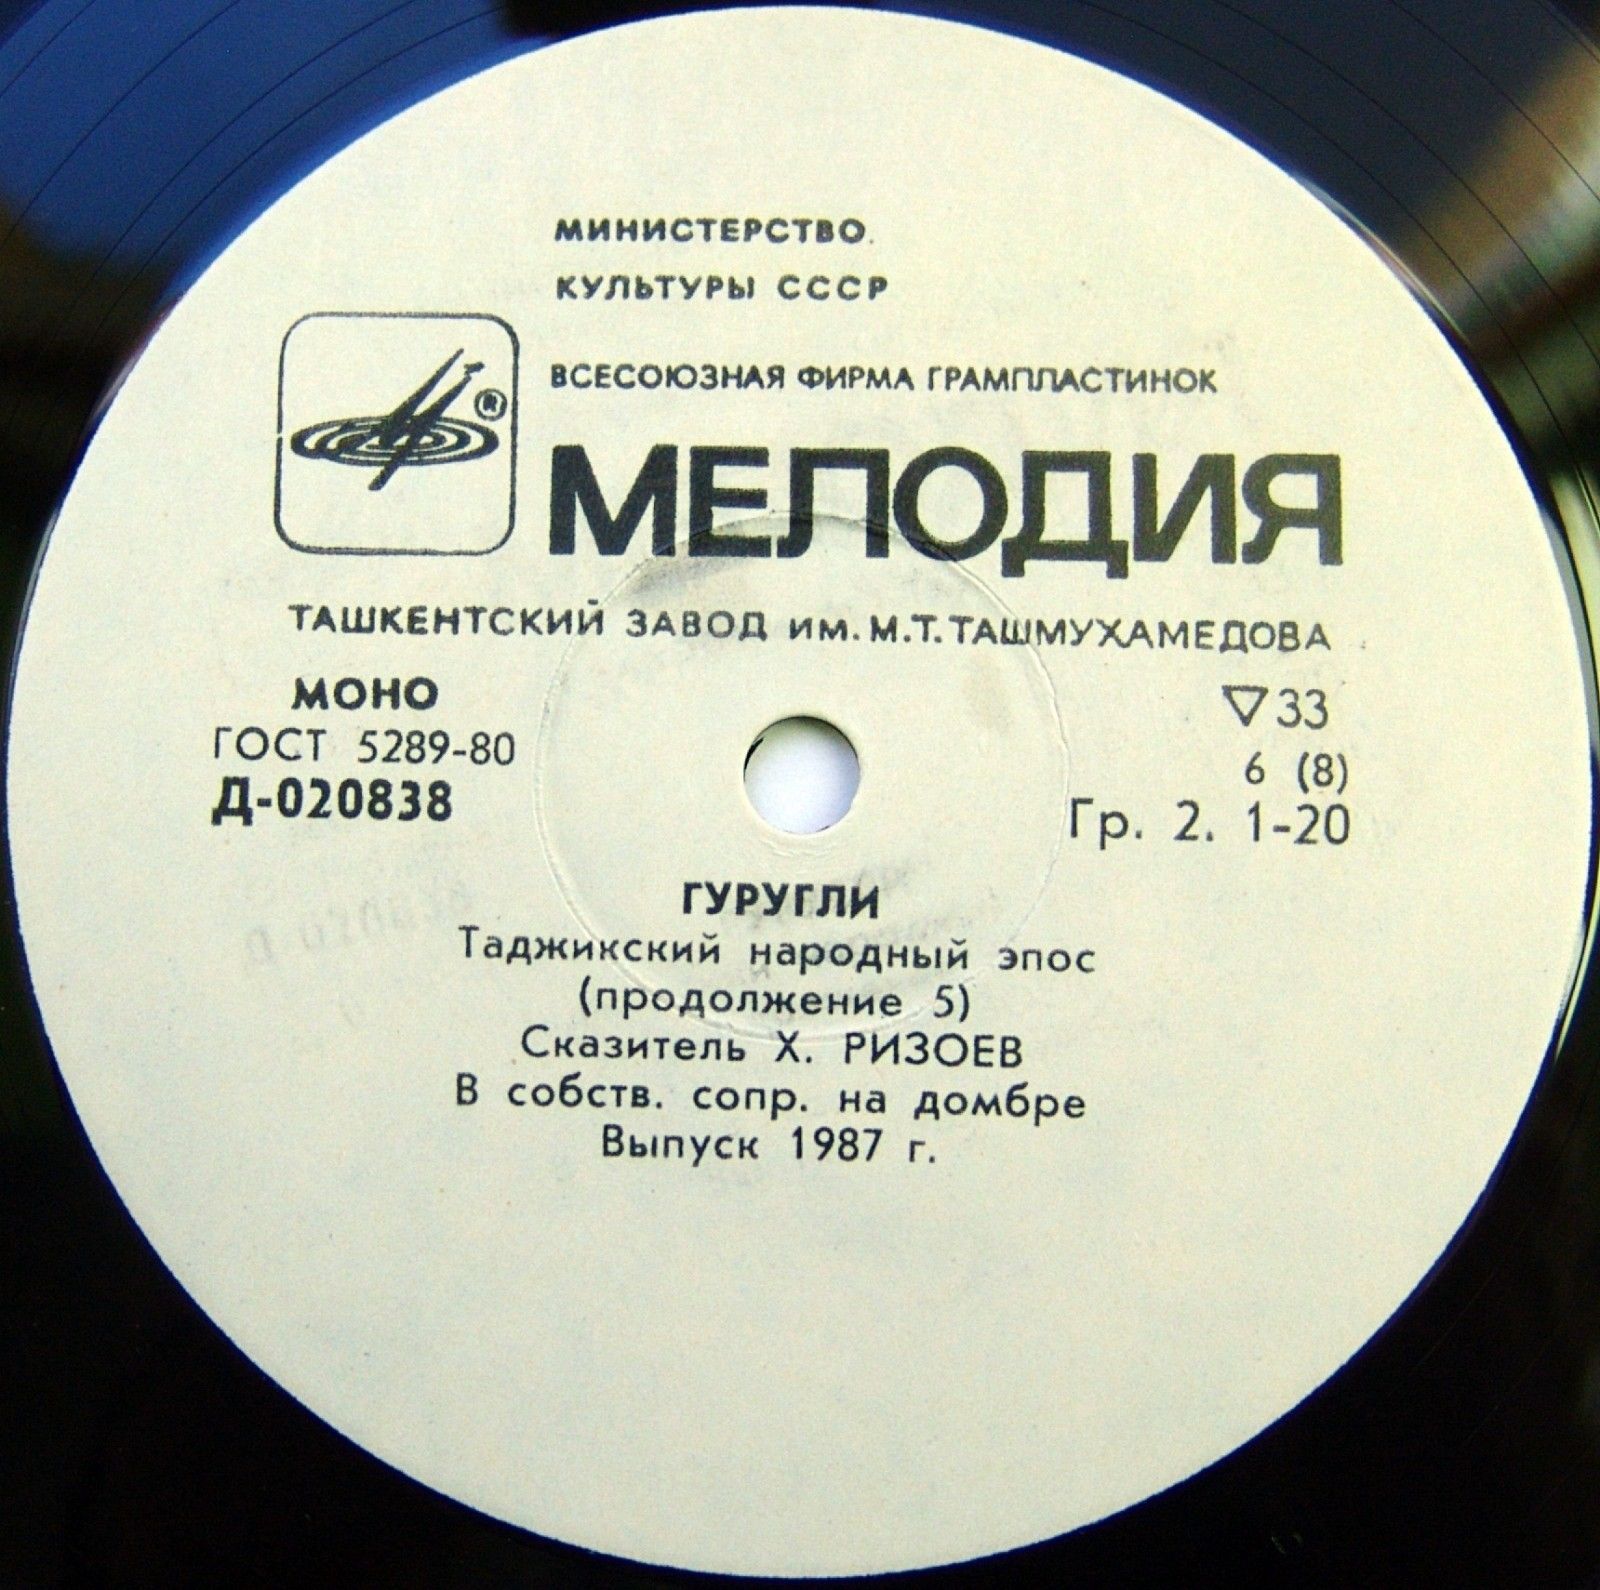 МИНИСТЕРСТВО
КУЛЬТУРЫ СССР
ВСЕСОЮЗНАЯ ФИРМА ГРАМПЛАСТИНОК
®
МЕЛОДИЯ
ТАШКЕНТСКИЙ ЗАВОД ИМ. М.Т. ТАШМУХАМЕДОВА
МОНО
ГОСТ 5289-80
Д-020838
▽33
6 (8)
Гр. 2. 1-20
ГУРУГЛИ
Таджикский народный эпос
(продолжение 5)
Сказитель Х. РИЗОЕВ
В собств. сопр. на домбре
Выпуск 1987 г.